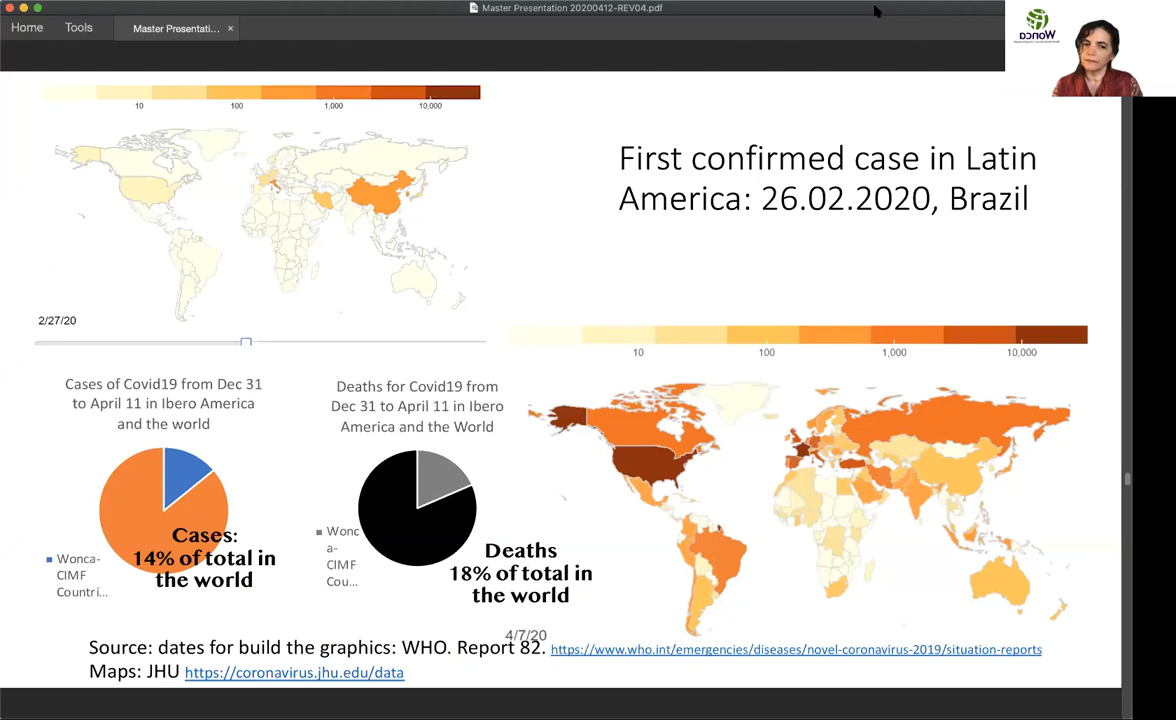 Master Presentation 20200412-REV04.pdf
Home
Tools
Master Presentati...
×
Wonca
10
100
1,000
10,000
First confirmed case in Latin
America: 26.02.2020, Brazil
2/27/20
10
100
1,000
10,000
Cases of Covid19 from Dec 31
to April 11 in Ibero America
and the world
Deaths for Covid19 from
Dec 31 to April 11 in Ibero
America and the World
Wonca-
CIMF
Countri...
Cases:
14% of total in
the world
Wonc
a-
CIMF
Cou...
Deaths
18% of total in
the world
4/7/20
Source: dates for build the graphics: WHO. Report 82. https://www.who.int/emergencies/diseases/novel-coronavirus-2019/situation-reports
Maps: JHU https://coronavirus.jhu.edu/data